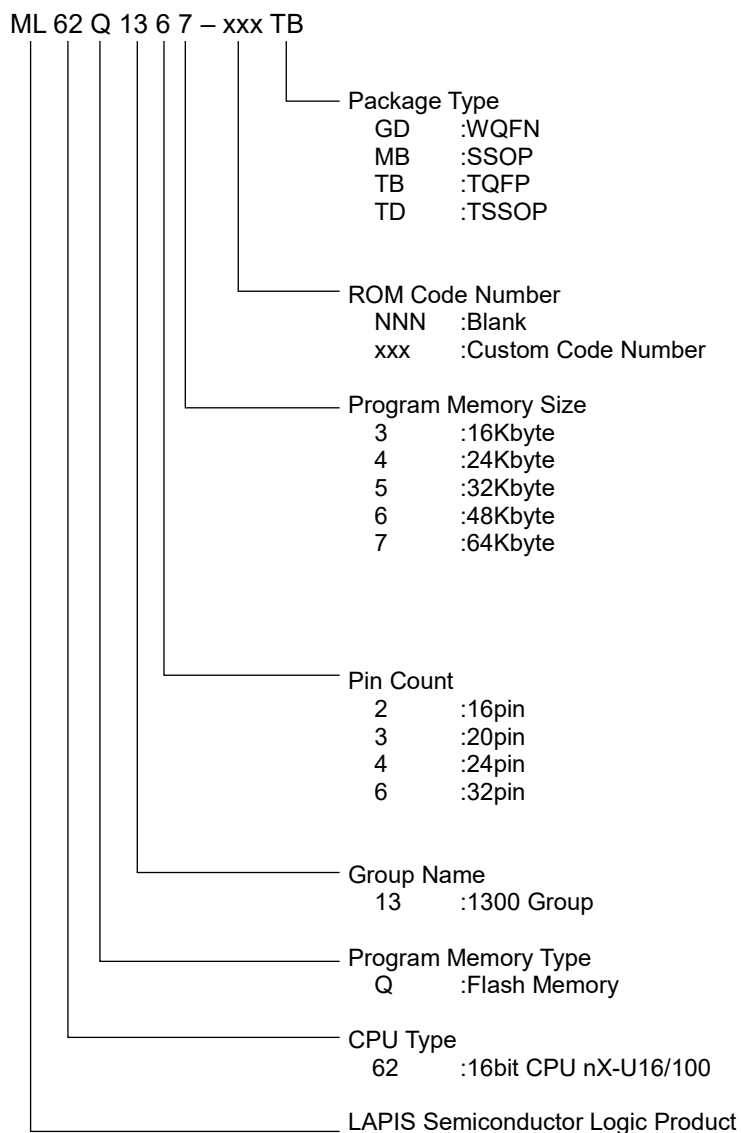 ML 62 Q 13 6 7 – xxx TB
Package Type
GD :WQFN
MB :SSOP
TB :TQFP
TD :TSSOP
ROM Code Number
NNN :Blank
xxx :Custom Code Number
Program Memory Size
3 :16Kbyte
4 :24Kbyte
5 :32Kbyte
6 :48Kbyte
7 :64Kbyte
Pin Count
2 :16pin
3 :20pin
4 :24pin
6 :32pin
Group Name
13 :1300 Group
Program Memory Type
Q :Flash Memory
CPU Type
62 :16bit CPU nX-U16/100
LAPIS Semiconductor Logic Product